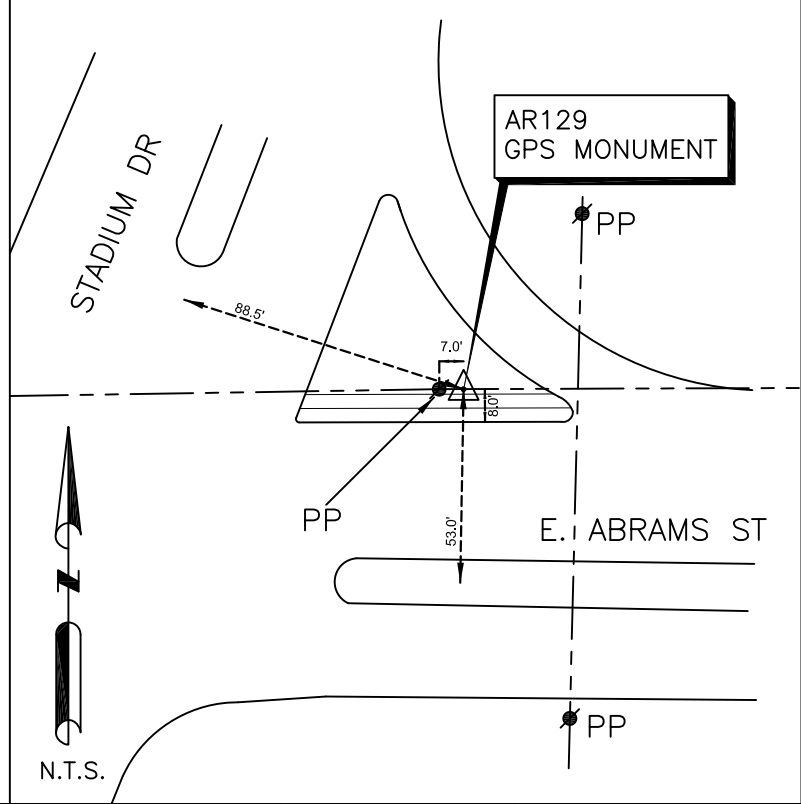 AR129
GPS MONUMENT
STADIUM DR
PP
88.5'
7.0'
8.0'
PP
53.0'
E. ABRAMS ST
N
PP
N.T.S.